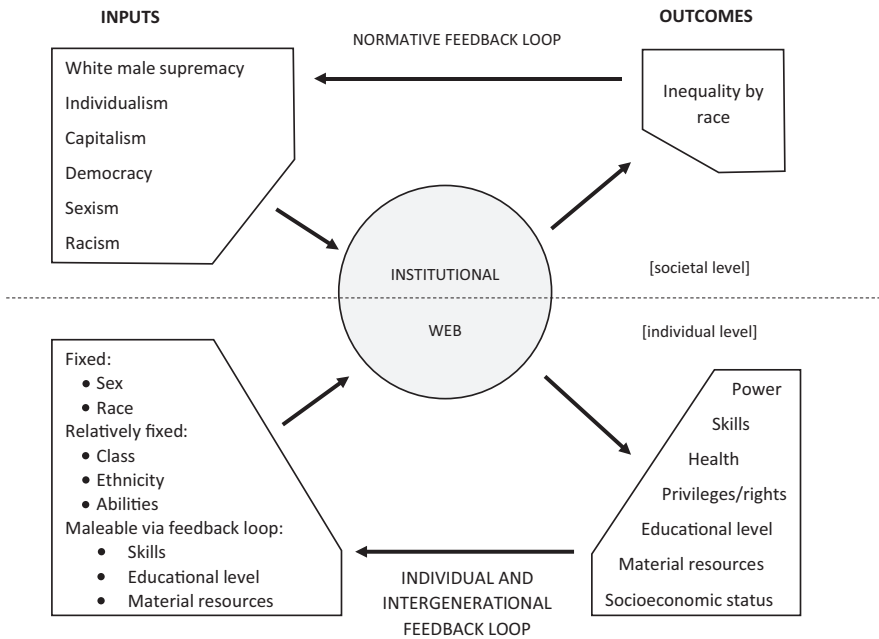 INPUTS
OUTCOMES
NORMATIVE FEEDBACK LOOP
White male supremacy
Individualism
Capitalism
Democracy
Sexism
Racism
Inequality by
race
INSTITUTIONAL
WEB
[societal level]
[individual level]
Fixed:
• Sex
• Race
Relatively fixed:
• Class
• Ethnicity
• Abilities
Maleable via feedback loop:
• Skills
• Educational level
• Material resources
Power
Skills
Health
Privileges/rights
Educational level
Material resources
Socioeconomic status
INDIVIDUAL AND
INTERGENERATIONAL
FEEDBACK LOOP